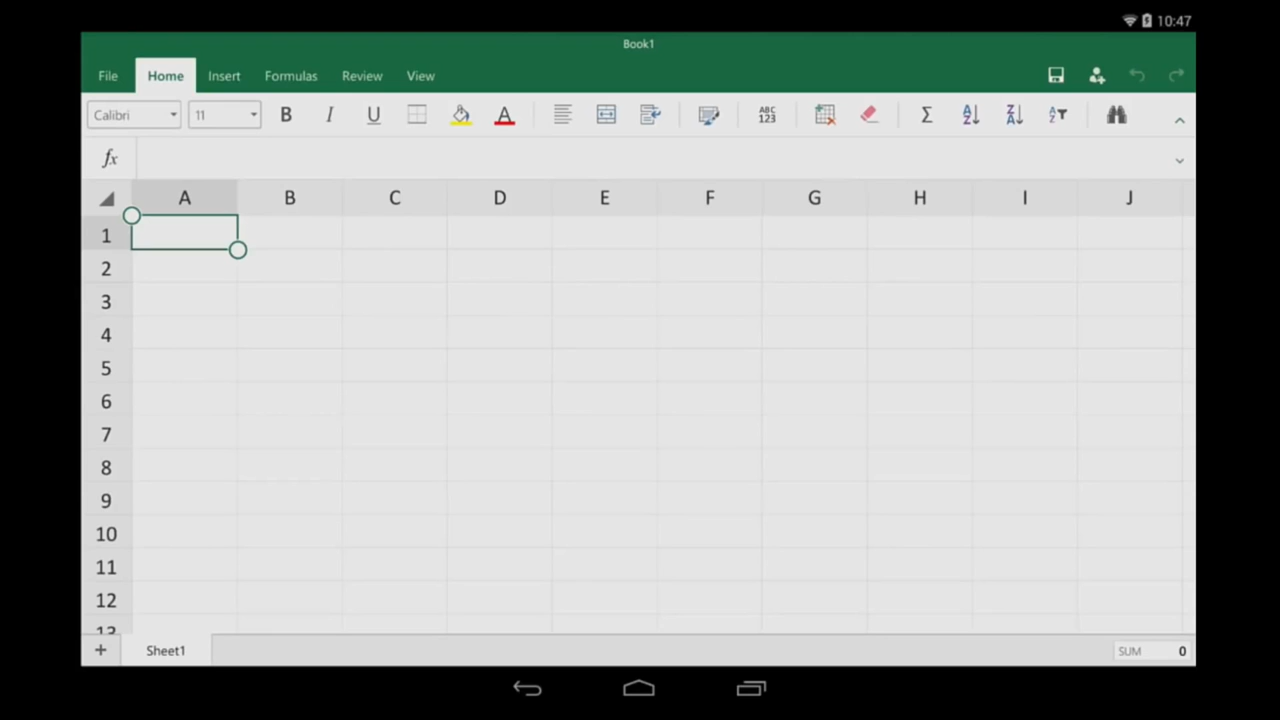 10:47
Book1
File Home Insert Formulas Review View
Calibri 11 B I U A ABC 123 Σ A Z Z A A Z
fx
A B C D E F G H I J
1
2
3
4
5
6
7
8
9
10
11
12
13
+ Sheet1 SUM 0